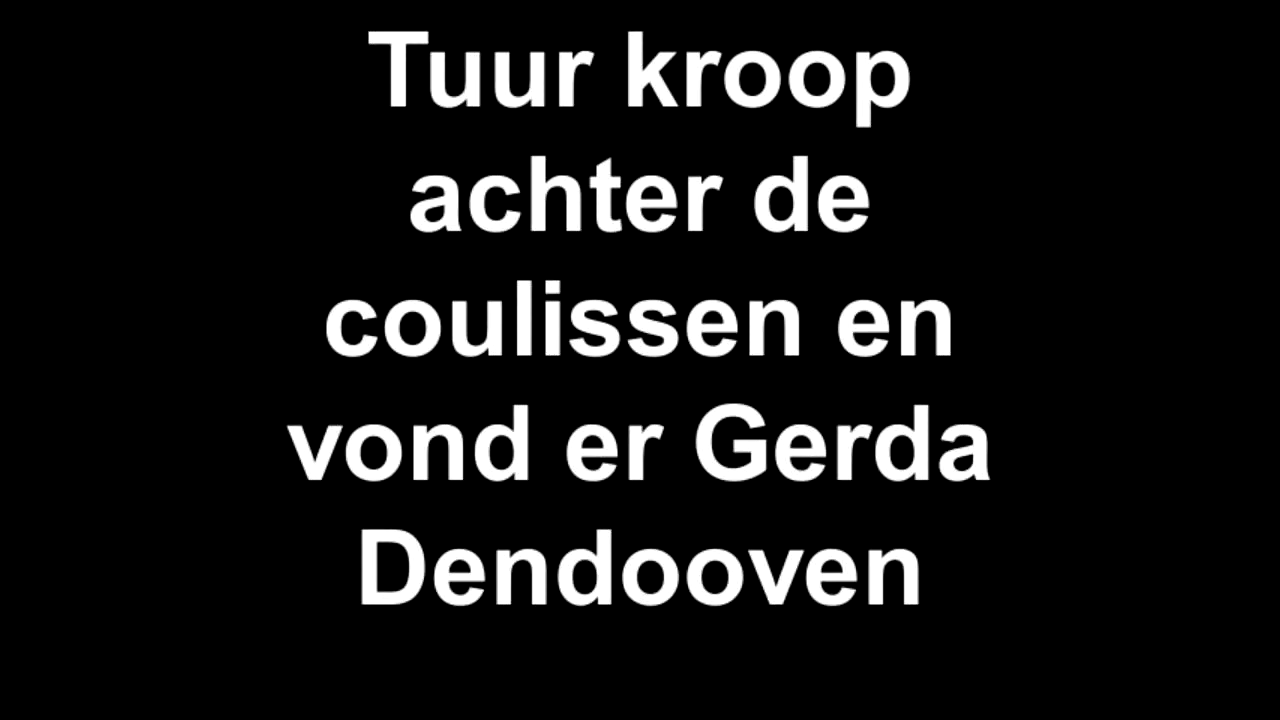 Tuur kroop
achter de
coulissen en
vond er Gerda
Dendooven